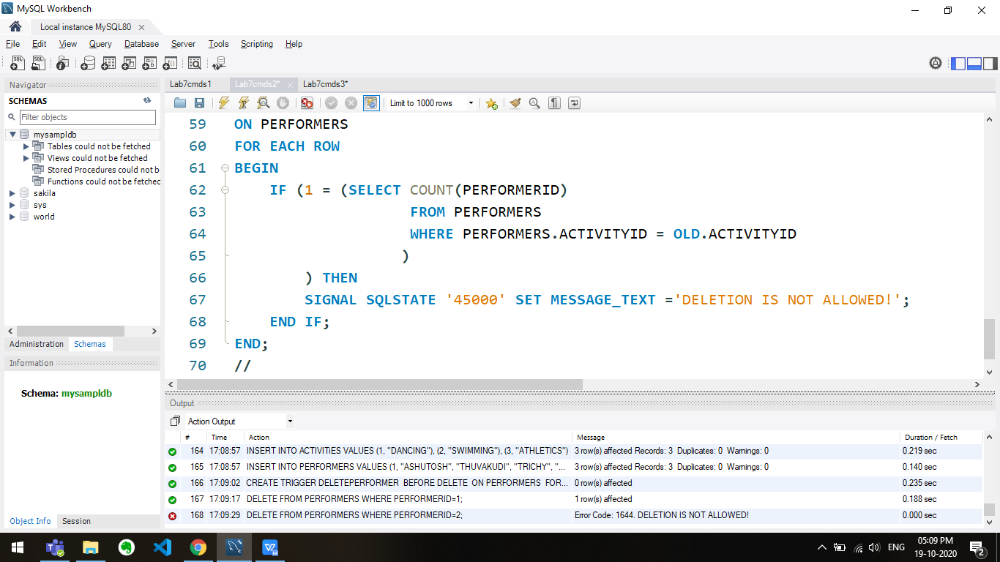 MySQL Workbench
Local instance MySQL80
File Edit View Query Database Server Tools Scripting Help
Navigator
SCHEMAS
Filter objects
mysampldb
Tables could not be fetched
Views could not be fetched
Stored Procedures could not b
Functions could not be fetched
sakila
sys
world
Administration Schemas
Information
Schema: mysampldb
Object Info Session
Lab7cmds1 Lab7cmds2* Lab7cmds3*
Limit to 1000 rows
59 ON PERFORMERS
60 FOR EACH ROW
61 BEGIN
62 IF (1 = (SELECT COUNT(PERFORMERID)
63 FROM PERFORMERS
64 WHERE PERFORMERS.ACTIVITYID = OLD.ACTIVITYID
65 )
66 ) THEN
67 SIGNAL SQLSTATE '45000' SET MESSAGE_TEXT ='DELETION IS NOT ALLOWED!';
68 END IF;
69 END;
70 //
Output
Action Output
# Time Action Message Duration / Fetch
164 17:08:57 INSERT INTO ACTIVITiES VALUES (1, "DANCING"), (2, "SWIMMING"), (3, "ATHLETICS") 3 row(s) affected Records: 3 Duplicates: 0 Warnings: 0 0.219 sec
165 17:08:57 INSERT INTO PERFORMERS VALUES (1, "ASHUTOSH", "THUVAKUDI", "TRICHY", "... 3 row(s) affected Records: 3 Duplicates: 0 Warnings: 0 0.140 sec
166 17:09:02 CREATE TRIGGER DELETEPERFORMER BEFORE DELETE ON PERFORMERS FOR... 0 row(s) affected 0.235 sec
167 17:09:17 DELETE FROM PERFORMERS WHERE PERFORMERID=1; 1 row(s) affected 0.188 sec
168 17:09:29 DELETE FROM PERFORMERS WHERE PERFORMERID=2; Error Code: 1644. DELETION IS NOT ALLOWED! 0.000 sec
ENG
05:09 PM
19-10-2020
2